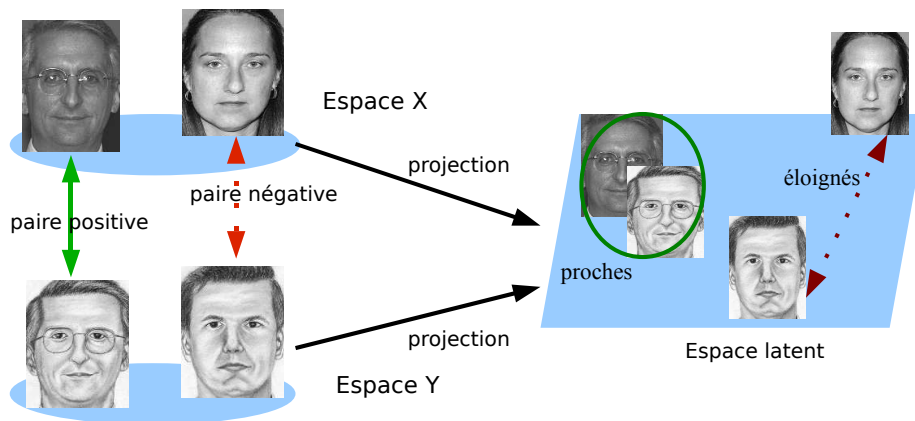 Espace X
projection
paire positive
paire négative
Espace Y
projection
éloignés
proches
Espace latent